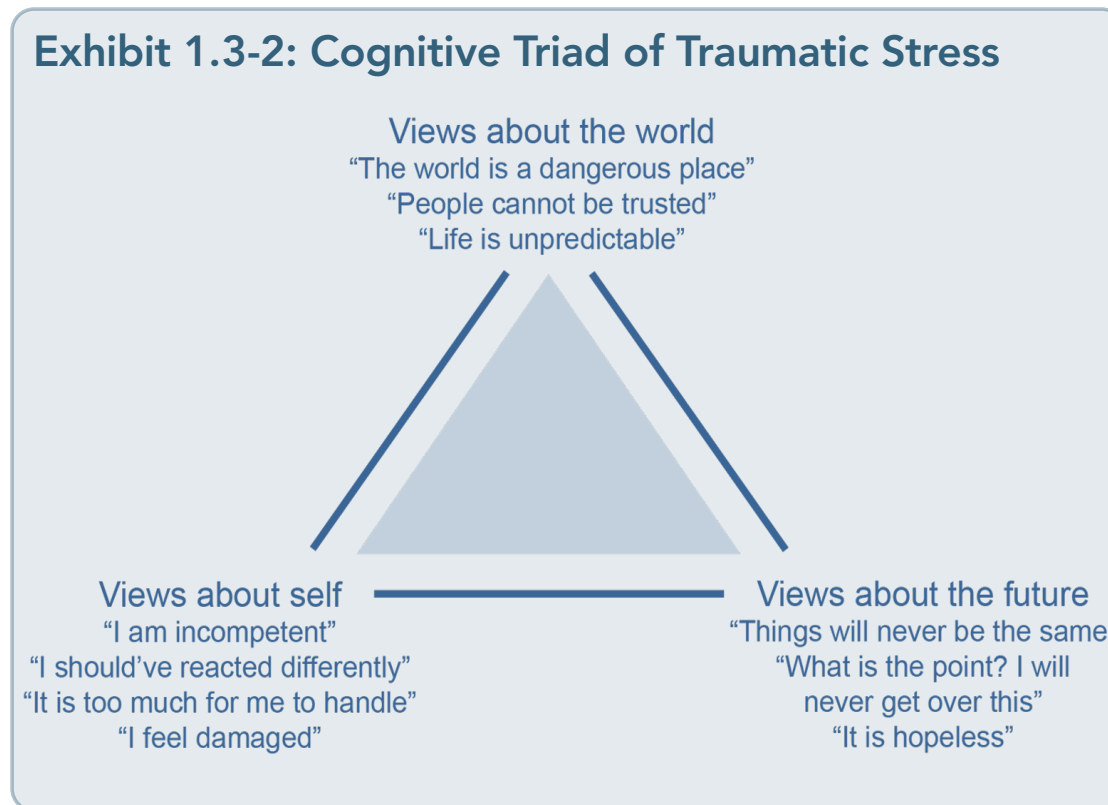 Exhibit 1.3-2: Cognitive Triad of Traumatic Stress
Views about the world
“The world is a dangerous place”
“People cannot be trusted”
“Life is unpredictable”
Views about self
“I am incompetent”
“I should’ve reacted differently”
“It is too much for me to handle”
“I feel damaged”
Views about the future
“Things will never be the same
“What is the point? I will
never get over this”
“It is hopeless”